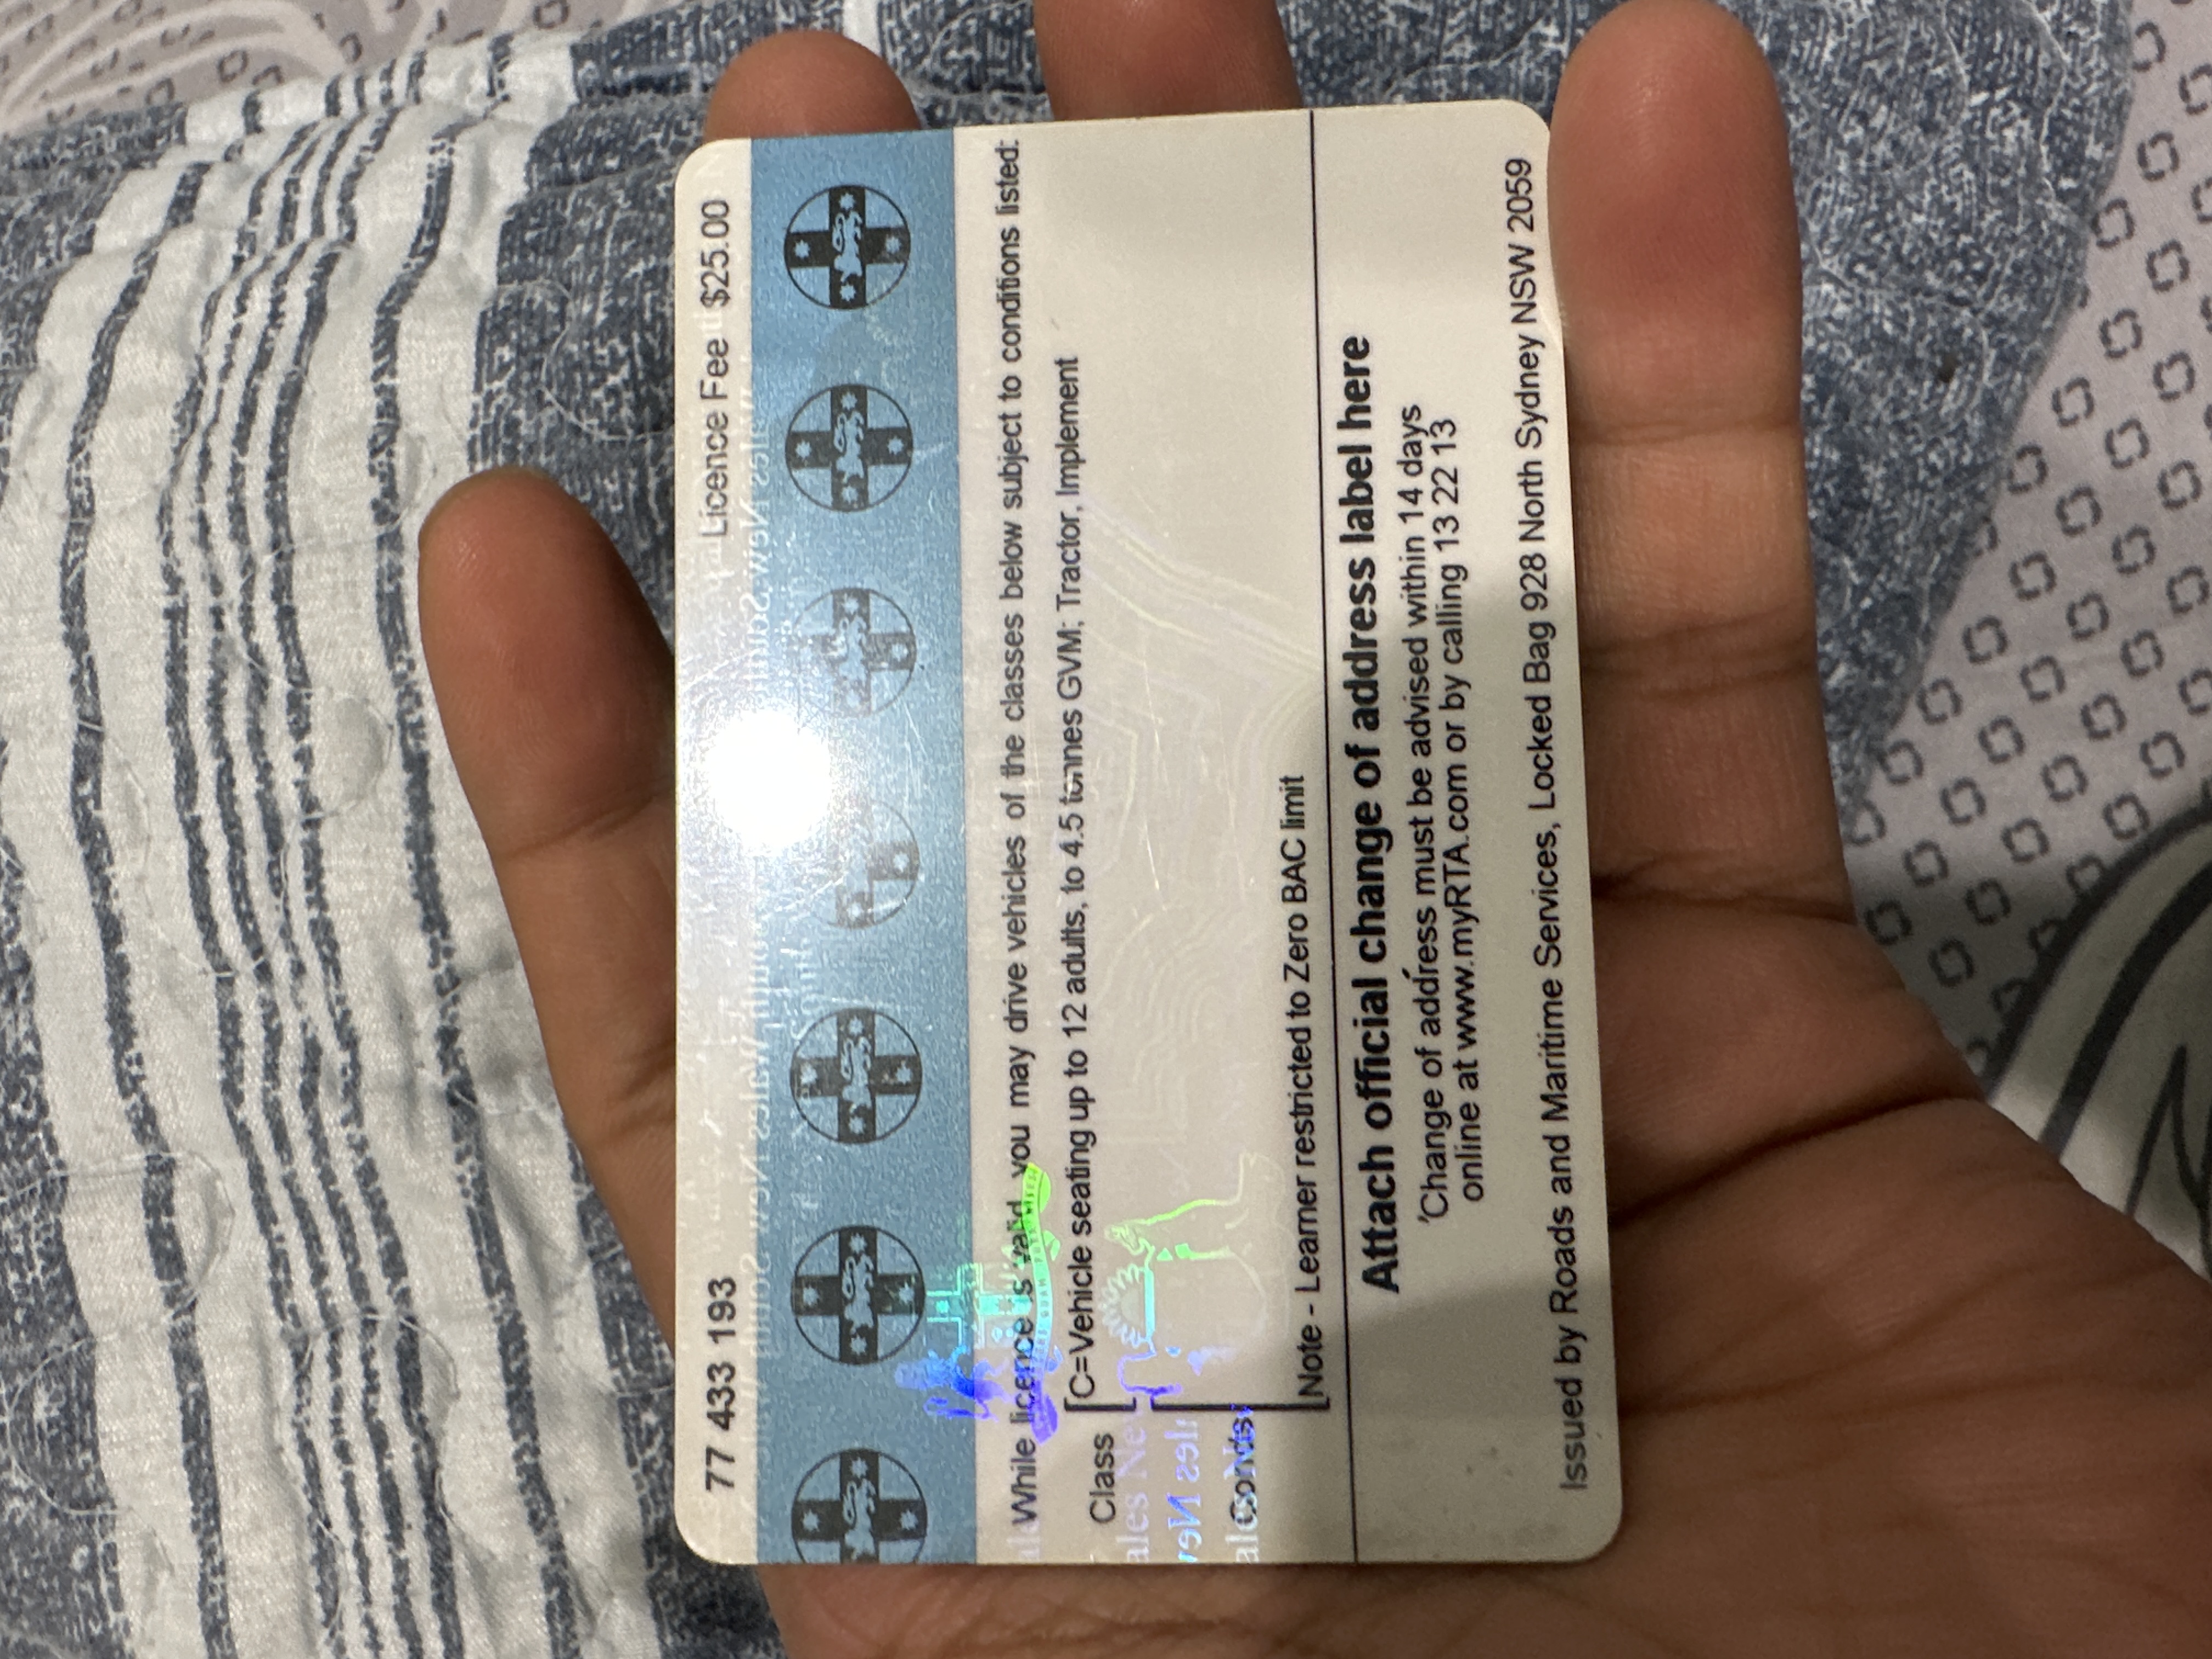 77 433 193 Licence Fee $25.00
While licence is valid, you may drive vehicles of the classes below subject to conditions listed:
Class C=Vehicle seating up to 12 adults, to 4.5 tonnes GVM; Tractor, Implement
Conds
Note - Learner restricted to Zero BAC limit
Attach official change of address label here
Change of address must be advised within 14 days
online at www.myRTA.com or by calling 13 22 13
Issued by Roads and Maritime Services, Locked Bag 928 North Sydney NSW 2059